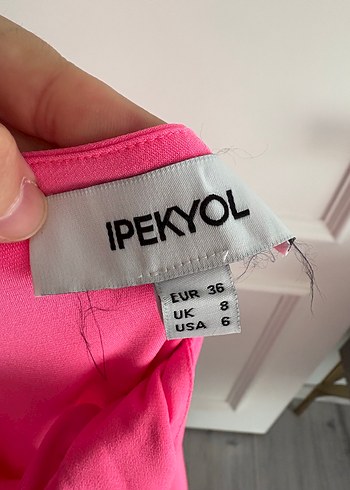 IPEKYOL
EUR 36
UK 8
USA 6